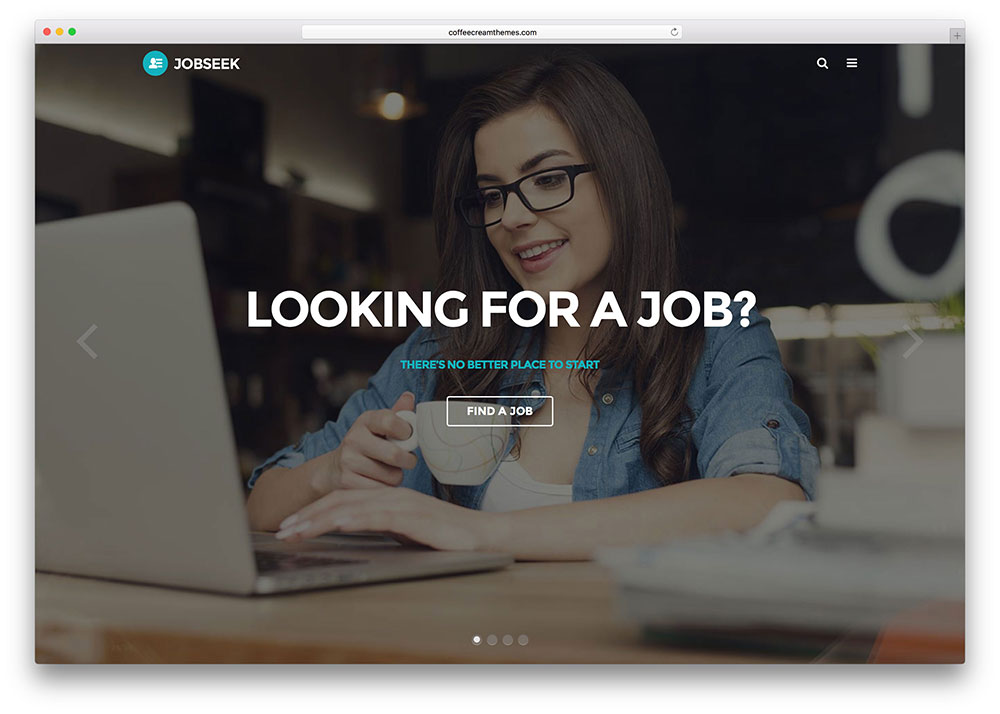 coffeecreamthemes.com
JOBSEEK
LOOKING FOR A JOB?
THERE'S NO BETTER PLACE TO START
FIND A JOB